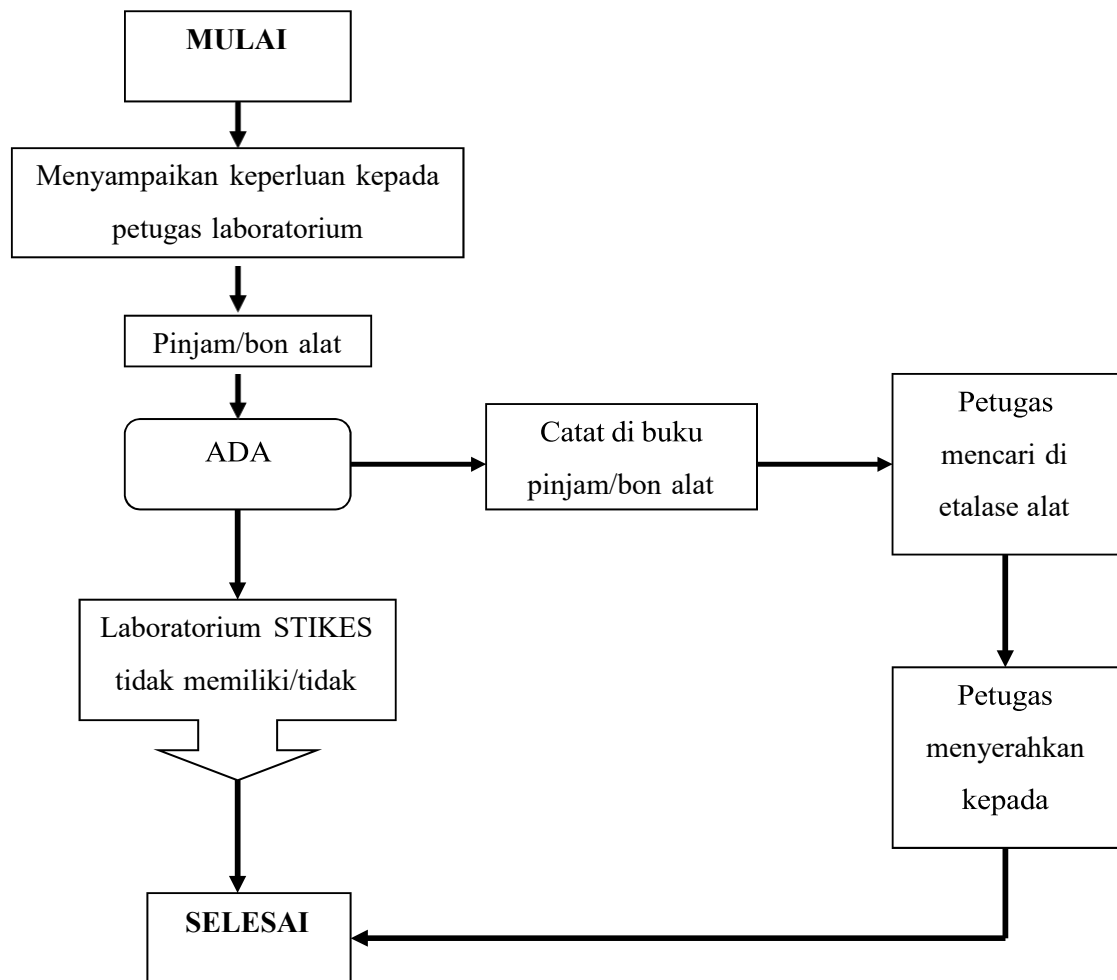 MULAI
Menyampaikan keperluan kepada
petugas laboratorium
Pinjam/bon alat
ADA
Catat di buku
pinjam/bon alat
Petugas
mencari di
etalase alat
Laboratorium STIKES
tidak memiliki/tidak
Petugas
menyerahkan
kepada
SELESAI